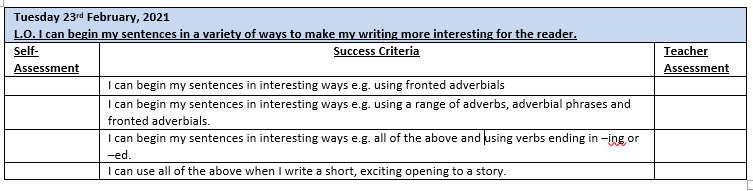 Tuesday 23rd February, 2021
L.O. I can begin my sentences in a variety of ways to make my writing more interesting for the reader.
Self-
Assessment
Success Criteria
Teacher
Assessment
I can begin my sentences in interesting ways e.g. using fronted adverbials
I can begin my sentences in interesting ways e.g. using a range of adverbs, adverbial phrases and
fronted adverbials.
I can begin my sentences in interesting ways e.g. all of the above and using verbs ending in –ing or
–ed.
I can use all of the above when I write a short, exciting opening to a story.